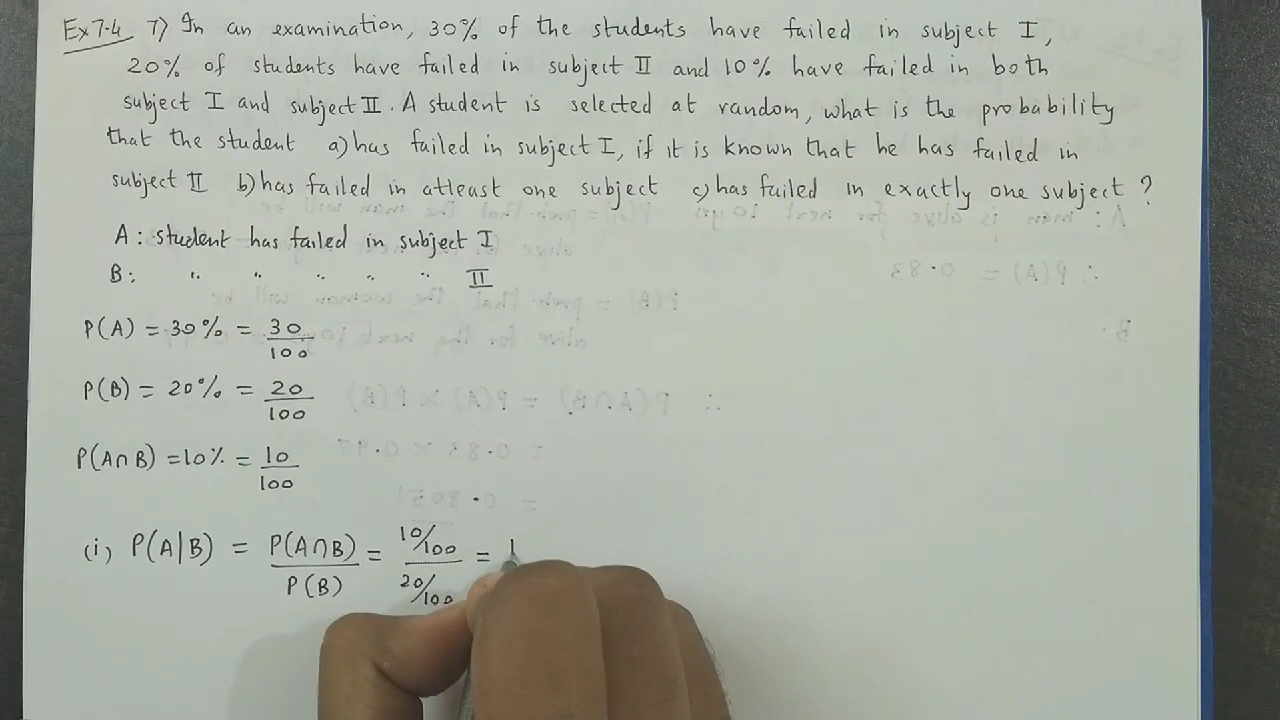 Ex 7.4 7) In an examination, 30% of the students have failed in subject I,
20% of students have failed in subject II and 10% have failed in both
subject I and subject II. A student is selected at random, what is the probability
that the student a) has failed in subject I, if it is known that he has failed in
subject II b) has failed in atleast one subject c) has failed in exactly one subject ?
A : student has failed in subject I
B : " " " " " II
P(A) = 30% = 30/100
P(B) = 20% = 20/100
P(A∩B) = 10% = 10/100
(i) P(A|B) = P(A∩B)/P(B) = (10/100)/(20/100) = 1